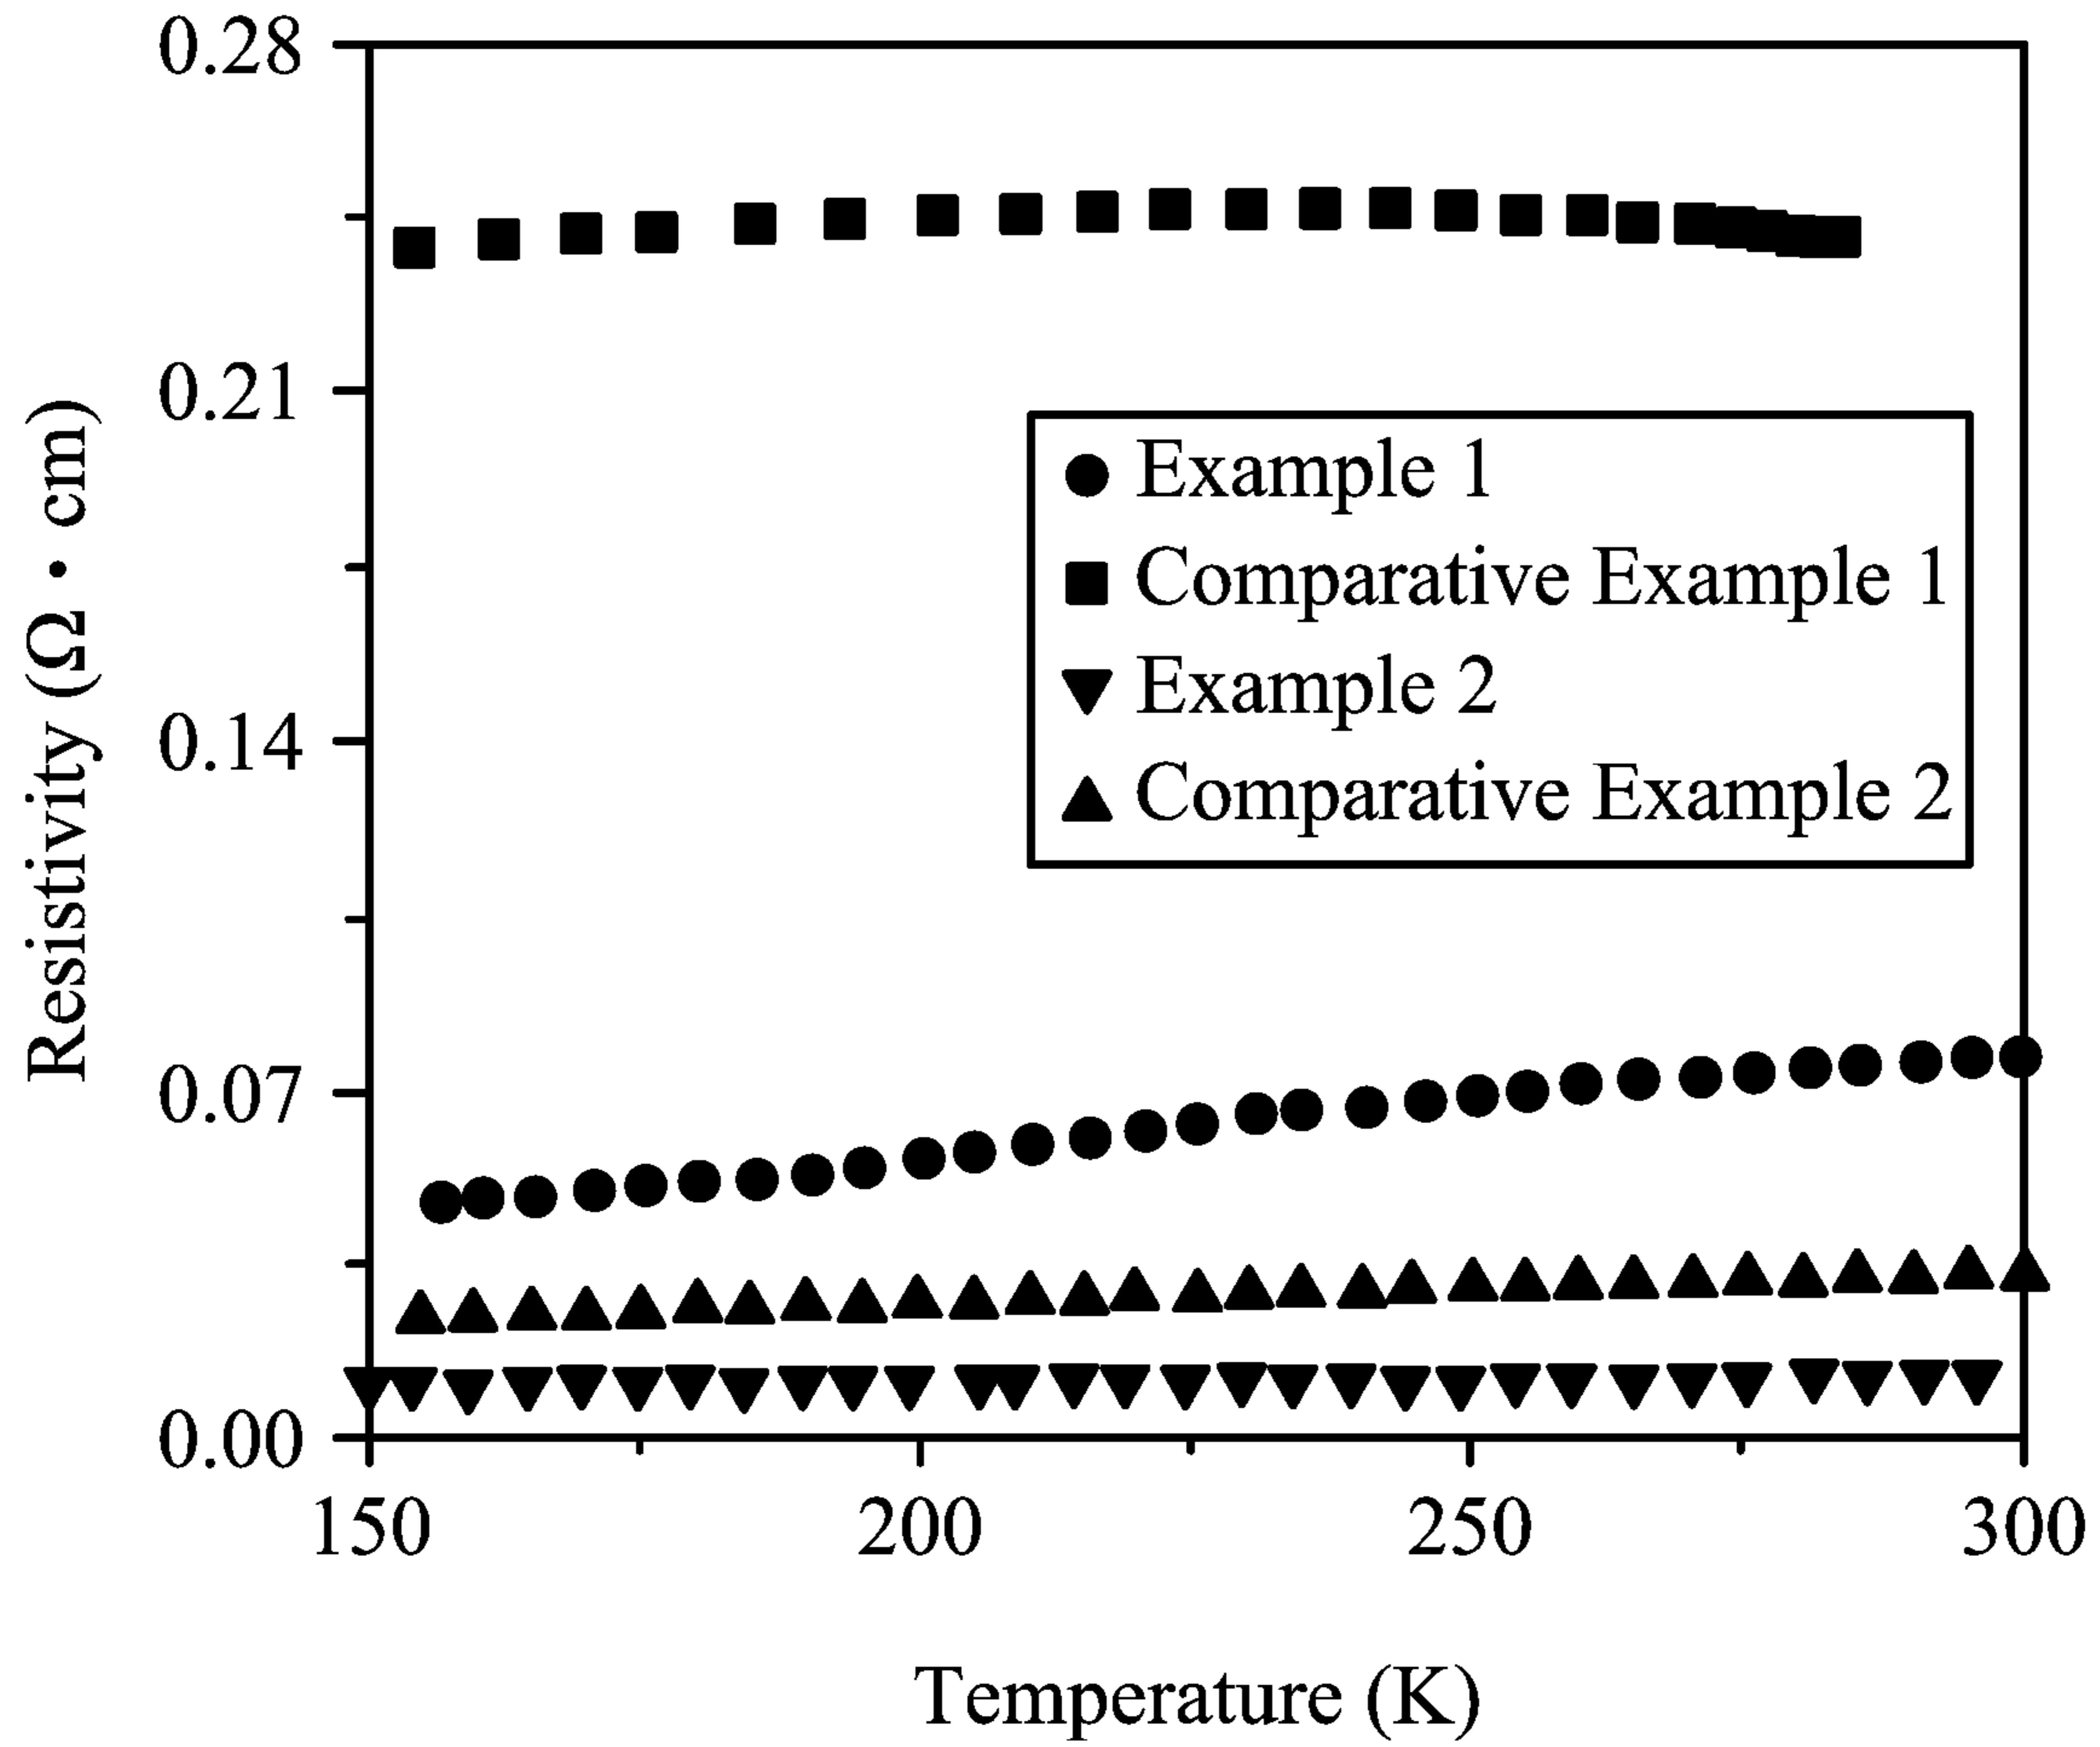 0.28
0.21
0.14
0.07
0.00
Resistivity (Ω · cm)
Example 1
Comparative Example 1
Example 2
Comparative Example 2
150 200 250 300
Temperature (K)